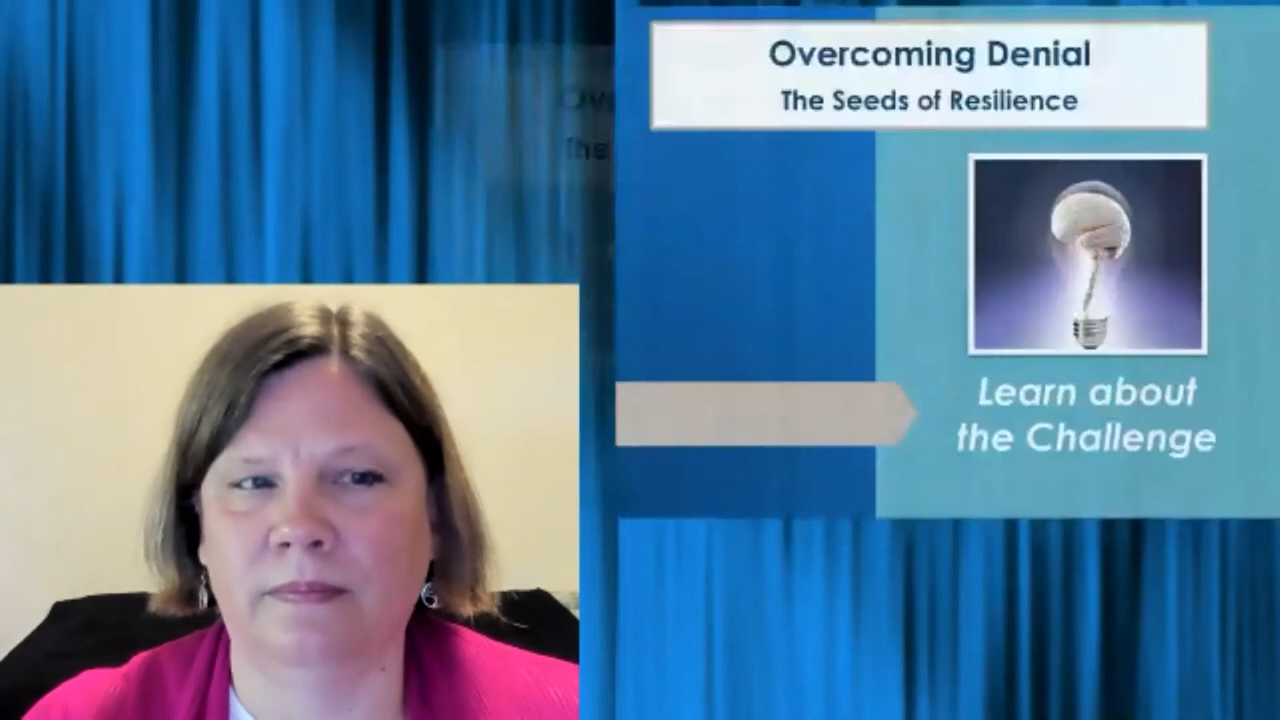 Overcoming Denial
The Seeds of Resilience
Learn about
the Challenge